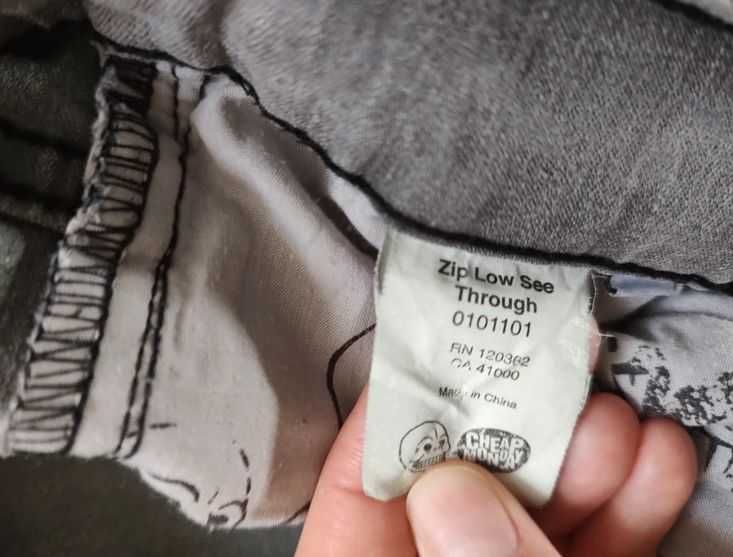 Zip Low See
Through
0101101
RN 120362
CA 41000
Made in China
CHEAP
MONDAY